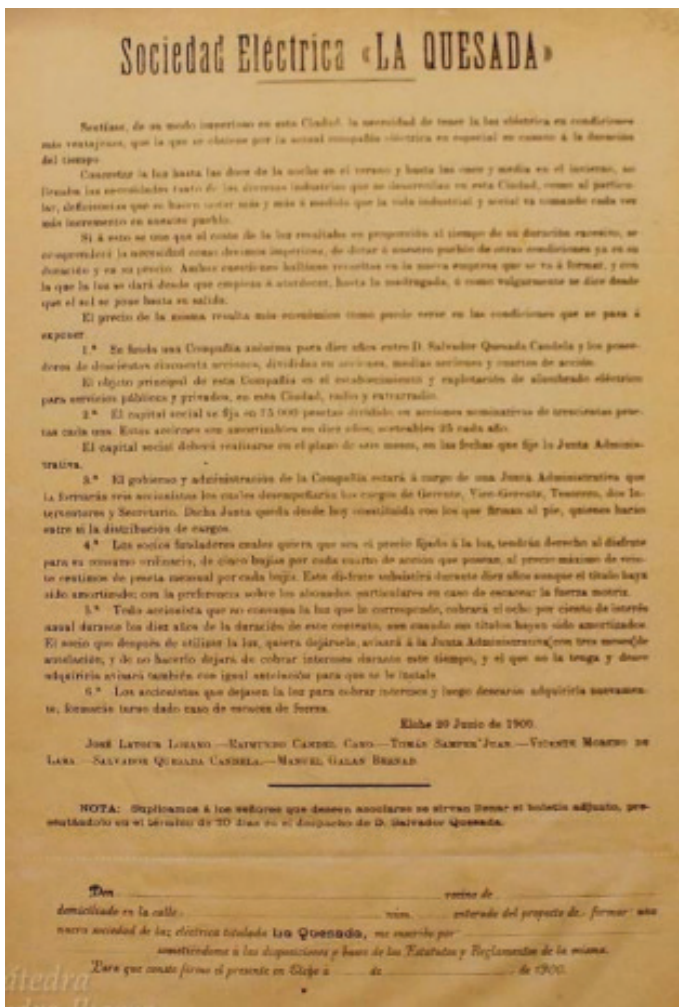 Sociedad Eléctrica «LA QUESADA»
Sentíase, de un modo imperioso en esta Ciudad, la necesidad de tener la luz eléctrica en condiciones
más ventajosas, que la que se obtiene por la actual compañía eléctrica en especial en cuanto á la duración
del tiempo
Concretar la luz hasta las doce de la noche en el verano y hasta las once y media en el invierno, no
llenaba las necesidades tanto de las diversas industrias que se desarrollan en esta Ciudad, como al particu-
lar, deficiencias que se hacen notar más y más á medida que la vida industrial y social va tomando cada vez
más incremento en nuestro pueblo.
Si á esto se une que el coste de la luz resultaba en proporción al tiempo de su duración excesivo, se
comprenderá la necesidad como decimos imperiosa, de dotar á nuestro pueblo de otras condiciones ya en su
duración y en su precio. Ambas cuestiones hállanse resueltas en la nueva empresa que se vá á formar, y con
la que la luz se dará desde que empieza á atardecer, hasta la madrugada, ó como vulgarmente se dice desde
que el sol se pone hasta su salida.
El precio de la misma resulta más económico como puede verse en las condiciones que se pasa á
exponer
1.ª Se funda una Compañía anónima para diez años entre D. Salvador Quesada Candela y los posee-
dores de doscientas cincuenta acciones, divididas en acciones, medias acciones y cuartos de acción.
El objeto principal de esta Compañía es el establecimiento y explotación de alumbrado eléctrico
para servicios públicos y privados, en esta Ciudad, radio y extrarradio.
2.ª El capital social se fija en 75.000 pesetas dividido en acciones nominativas de trescientas pese-
tas cada una. Estas acciones son amortizables en diez años; sorteables 25 cada año.
El capital social deberá realizarse en el plazo de seis meses, en las fechas que fije la Junta Adminis-
trativa.
3.ª El gobierno y administración de la Compañía estará á cargo de una Junta Administrativa que
la formarán seis accionistas los cuales desempeñarán los cargos de Gerente, Vice-Gerente, Tesorero, dos In-
terventores y Secretario. Dicha Junta queda desde hoy constituida con los que firman al pie, quienes harán
entre sí la distribución de cargos.
4.ª Los socios fundadores cuales quiera que sea el precio fijado á la luz, tendrán derecho al disfrute
para su consumo ordinario, de cinco bujías por cada cuarto de acción que posean, al precio máximo de vein-
te céntimos de peseta mensual por cada bujía. Este disfrute subsistirá durante diez años aunque el título haya
sido amortizado; con la preferencia sobre los abonados particulares en caso de escasear la fuerza motriz.
5.ª Todo accionista que no consuma la luz que le corresponde, cobrará el ocho por ciento de interés
anual durante los diez años de la duración de este contrato, aun cuando sus títulos hayan sido amortizados.
El socio que después de utilizar la luz, quiera dejársela, avisará á la Junta Administrativa con tres meses de
antelación; y de no hacerlo dejará de cobrar intereses durante este tiempo, y el que no la tenga y desee
adquirirla avisará también con igual antelación para que se le instale
6.ª Los accionistas que dejasen la luz para cobrar intereses y luego desearan adquirirla nuevamen-
te, formarán turno dado caso de escasez de fuerza.
Elche 20 Junio de 1900.
José Latour Lozano.—Raimundo Candel Cano.—Tomás Samper Juan.—Vicente Moreno de
Lara.—Salvador Quesada Candela.—Manuel Galan Bernad.
NOTA: Suplicamos á los señores que deseen asociarse se sirvan llenar el boletín adjunto, pre-
sentándolo en el término de 10 días en el despacho de D. Salvador Quesada.
Don vecino de
domiciliado en la calle núm. enterado del proyecto de formar una
nueva sociedad de luz eléctrica titulada La Quesada, me suscribo por
sometiéndome á las disposiciones y bases de los Estatutos y Reglamentos de la misma.
Para que conste firmo el presente en Elche á de de 1900.
átedra